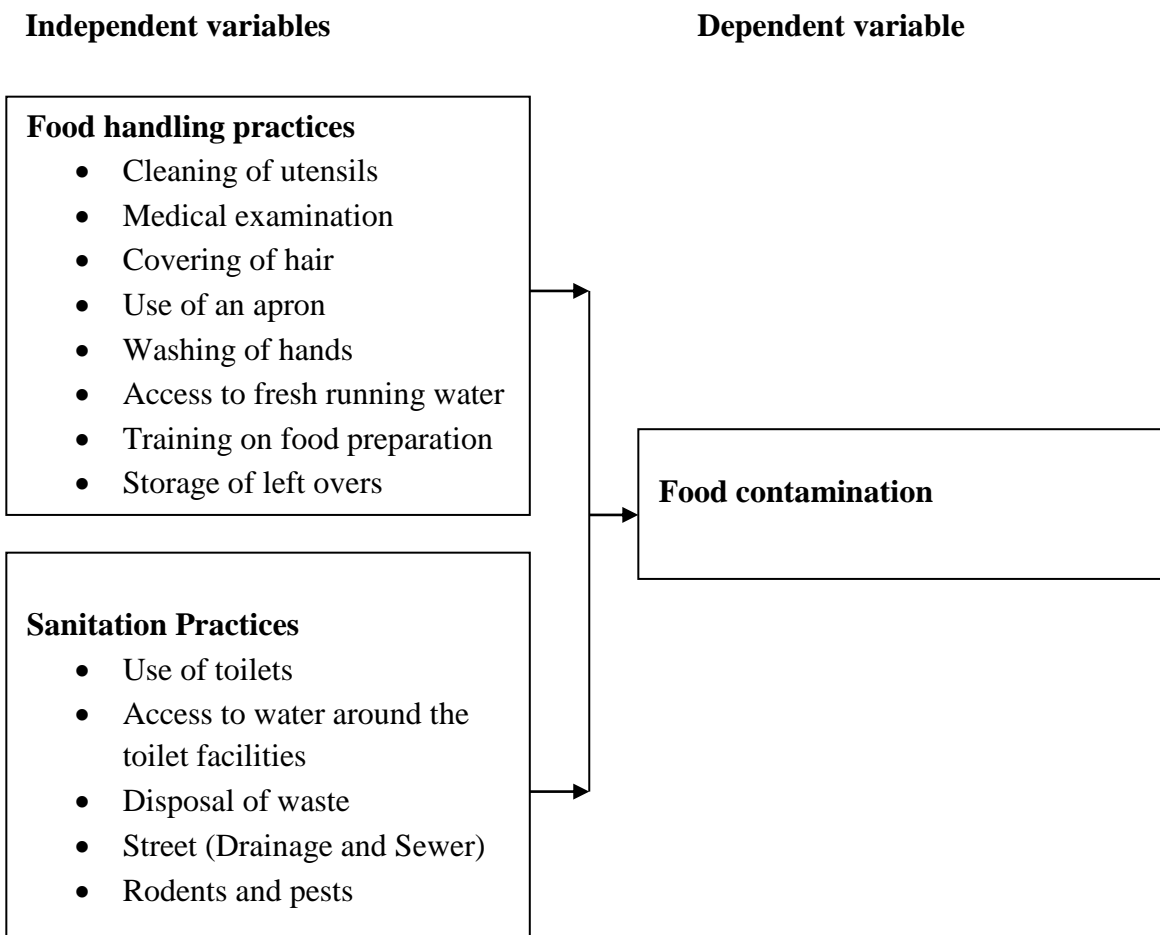 Independent variables
Dependent variable
Food handling practices
• Cleaning of utensils
• Medical examination
• Covering of hair
• Use of an apron
• Washing of hands
• Access to fresh running water
• Training on food preparation
• Storage of left overs
Food contamination
Sanitation Practices
• Use of toilets
• Access to water around the
toilet facilities
• Disposal of waste
• Street (Drainage and Sewer)
• Rodents and pests